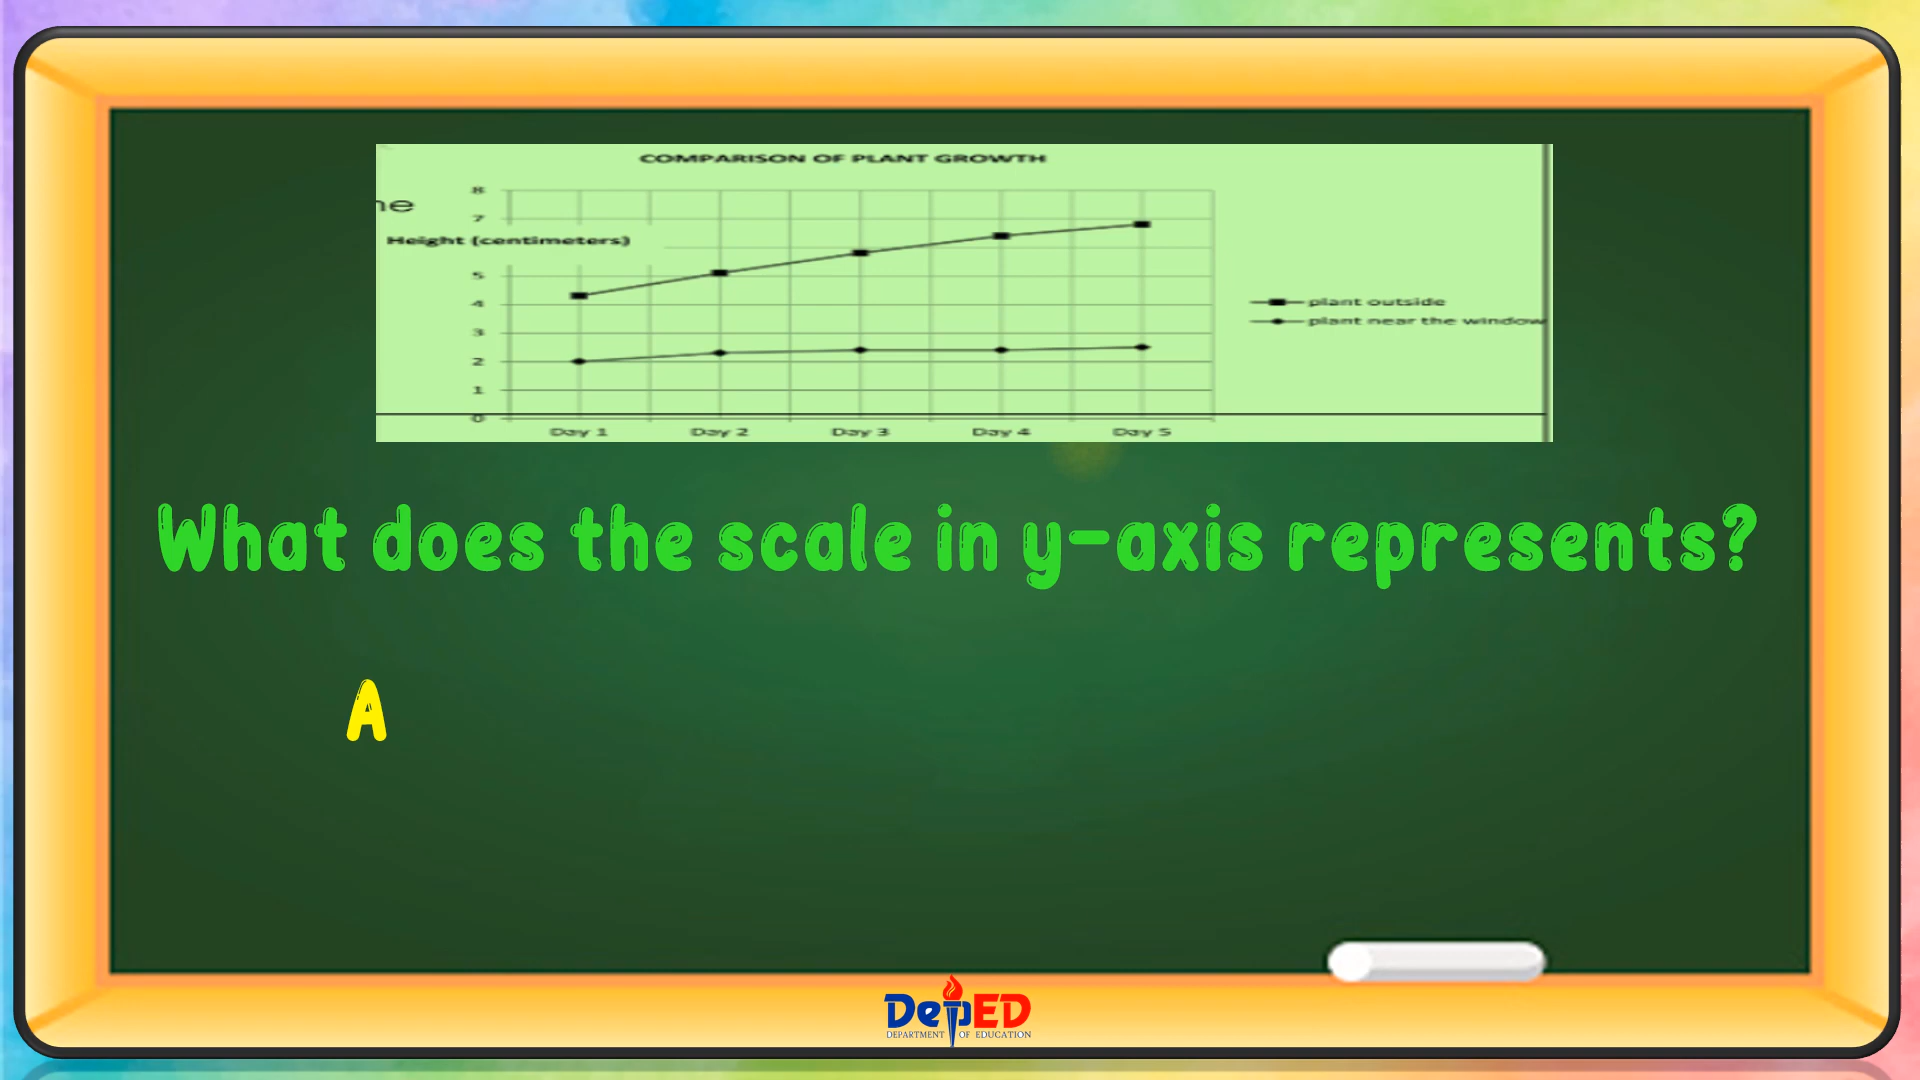 COMPARISON OF PLANT GROWTH
8
ne
7
Height (centimeters)
5
4
plant outside
plant near the window
3
2
1
0
Day 1 Day 2 Day 3 Day 4 Day 5
What does the scale in y-axis represents?
A
DepED
DEPARTMENT OF EDUCATION